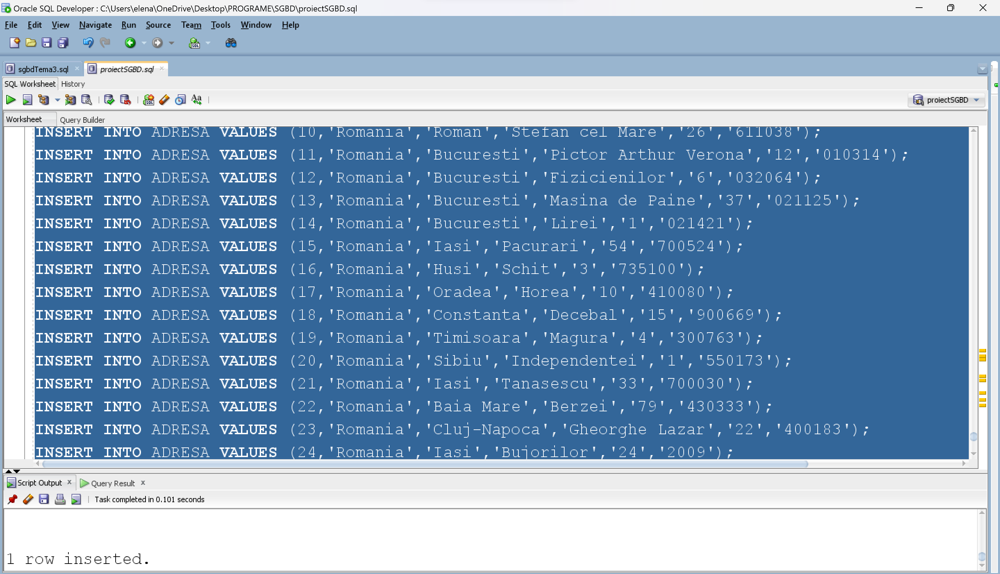 Oracle SQL Developer : C:\Users\elena\OneDrive\Desktop\PROGRAME\SGBD\proiectSGBD.sql
File Edit View Navigate Run Source Team Tools Window Help
sgbdTema3.sql proiectSGBD.sql
SQL Worksheet History
proiectSGBD
Worksheet Query Builder
INSERT INTO ADRESA VALUES (10,'Romania','Roman','Stefan cel Mare','26','611038');
INSERT INTO ADRESA VALUES (11,'Romania','Bucuresti','Pictor Arthur Verona','12','010314');
INSERT INTO ADRESA VALUES (12,'Romania','Bucuresti','Fizicienilor','6','032064');
INSERT INTO ADRESA VALUES (13,'Romania','Bucuresti','Masina de Paine','37','021125');
INSERT INTO ADRESA VALUES (14,'Romania','Bucuresti','Lirei','1','021421');
INSERT INTO ADRESA VALUES (15,'Romania','Iasi','Pacurari','54','700524');
INSERT INTO ADRESA VALUES (16,'Romania','Husi','Schit','3','735100');
INSERT INTO ADRESA VALUES (17,'Romania','Oradea','Horea','10','410080');
INSERT INTO ADRESA VALUES (18,'Romania','Constanta','Decebal','15','900669');
INSERT INTO ADRESA VALUES (19,'Romania','Timisoara','Magura','4','300763');
INSERT INTO ADRESA VALUES (20,'Romania','Sibiu','Independentei','1','550173');
INSERT INTO ADRESA VALUES (21,'Romania','Iasi','Tanasescu','33','700030');
INSERT INTO ADRESA VALUES (22,'Romania','Baia Mare','Berzei','79','430333');
INSERT INTO ADRESA VALUES (23,'Romania','Cluj-Napoca','Gheorghe Lazar','22','400183');
INSERT INTO ADRESA VALUES (24,'Romania','Iasi','Bujorilor','24','2009');
Script Output x Query Result x
Task completed in 0.101 seconds
1 row inserted.